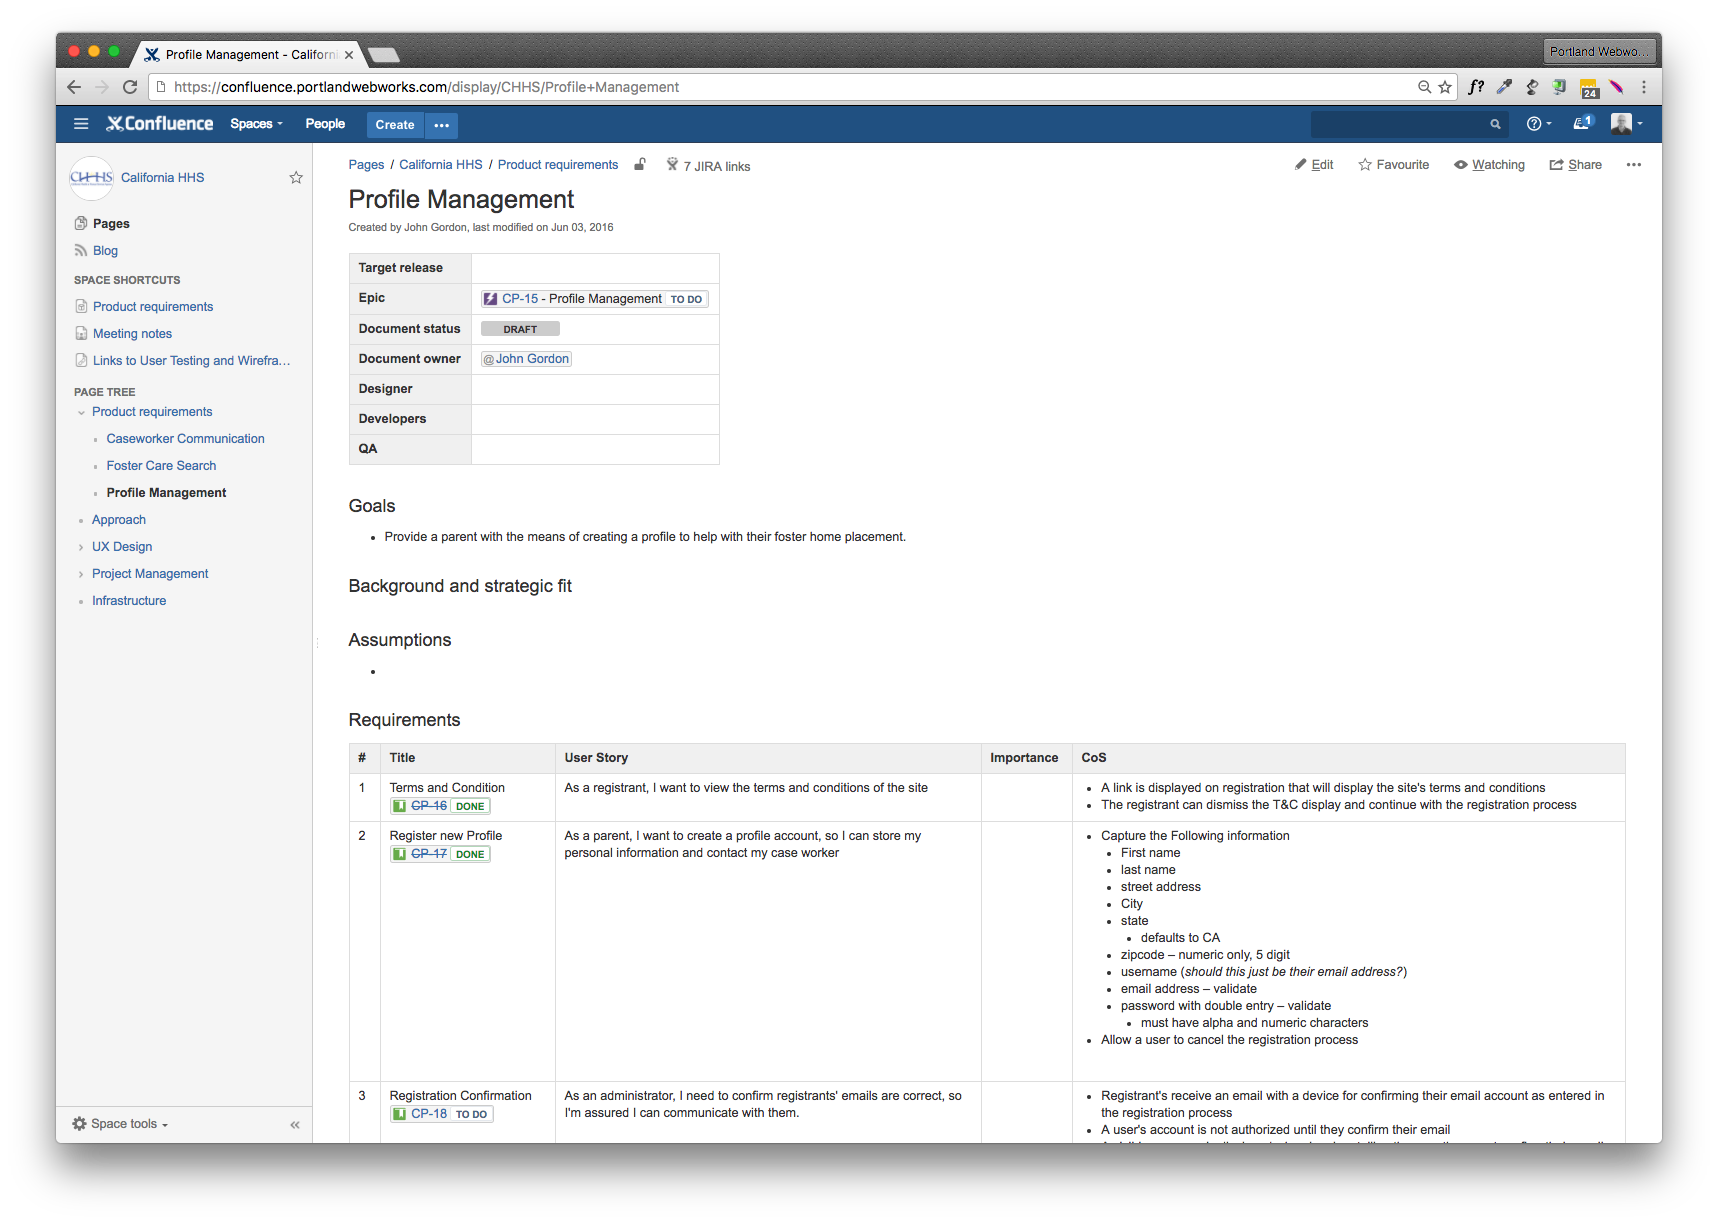 Profile Management - Californi
Portland Webwo...
https://confluence.portlandwebworks.com/display/CHHS/Profile+Management
f?
24
Confluence
Spaces
People
Create
1
CHHS
California HHS
Pages
Blog
SPACE SHORTCUTS
Product requirements
Meeting notes
Links to User Testing and Wirefra...
PAGE TREE
Product requirements
Caseworker Communication
Foster Care Search
Profile Management
Approach
UX Design
Project Management
Infrastructure
Space tools
Pages / California HHS / Product requirements
7 JIRA links
Edit
Favourite
Watching
Share
Profile Management
Created by John Gordon, last modified on Jun 03, 2016
Target release
Epic CP-15 - Profile Management TO DO
Document status DRAFT
Document owner @John Gordon
Designer
Developers
QA
Goals
Provide a parent with the means of creating a profile to help with their foster home placement.
Background and strategic fit
Assumptions
Requirements
# Title User Story Importance CoS
1 Terms and Condition
CP-16 DONE
As a registrant, I want to view the terms and conditions of the site
A link is displayed on registration that will display the site's terms and conditions
The registrant can dismiss the T&C display and continue with the registration process
2 Register new Profile
CP-17 DONE
As a parent, I want to create a profile account, so I can store my
personal information and contact my case worker
Capture the Following information
First name
last name
street address
City
state
defaults to CA
zipcode – numeric only, 5 digit
username (should this just be their email address?)
email address – validate
password with double entry – validate
must have alpha and numeric characters
Allow a user to cancel the registration process
3 Registration Confirmation
CP-18 TO DO
As an administrator, I need to confirm registrants' emails are correct, so
I'm assured I can communicate with them.
Registrant's receive an email with a device for confirming their email account as entered in
the registration process
A user's account is not authorized until they confirm their email